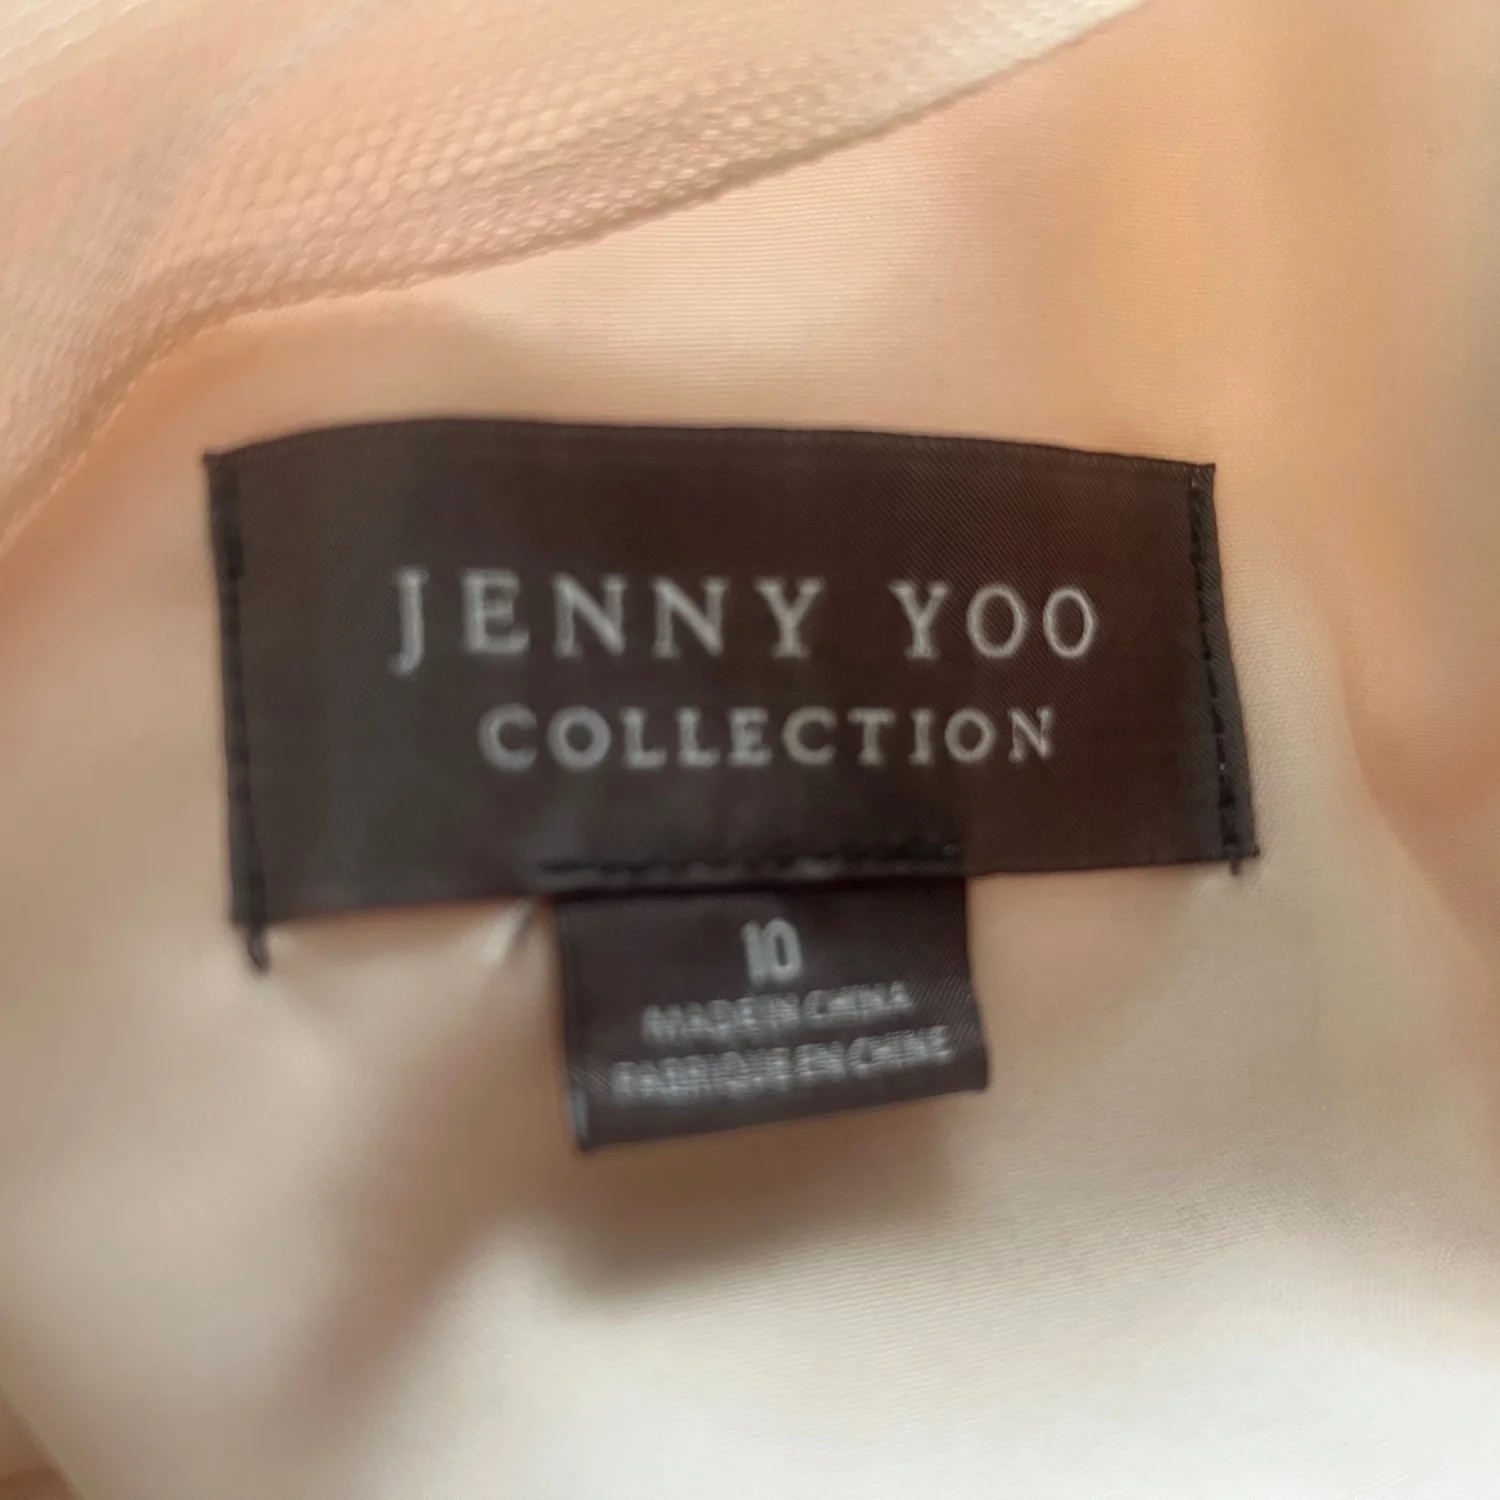 JENNY YOO
COLLECTION
10
MADE IN CHINA
FABRIQUE EN CHINE